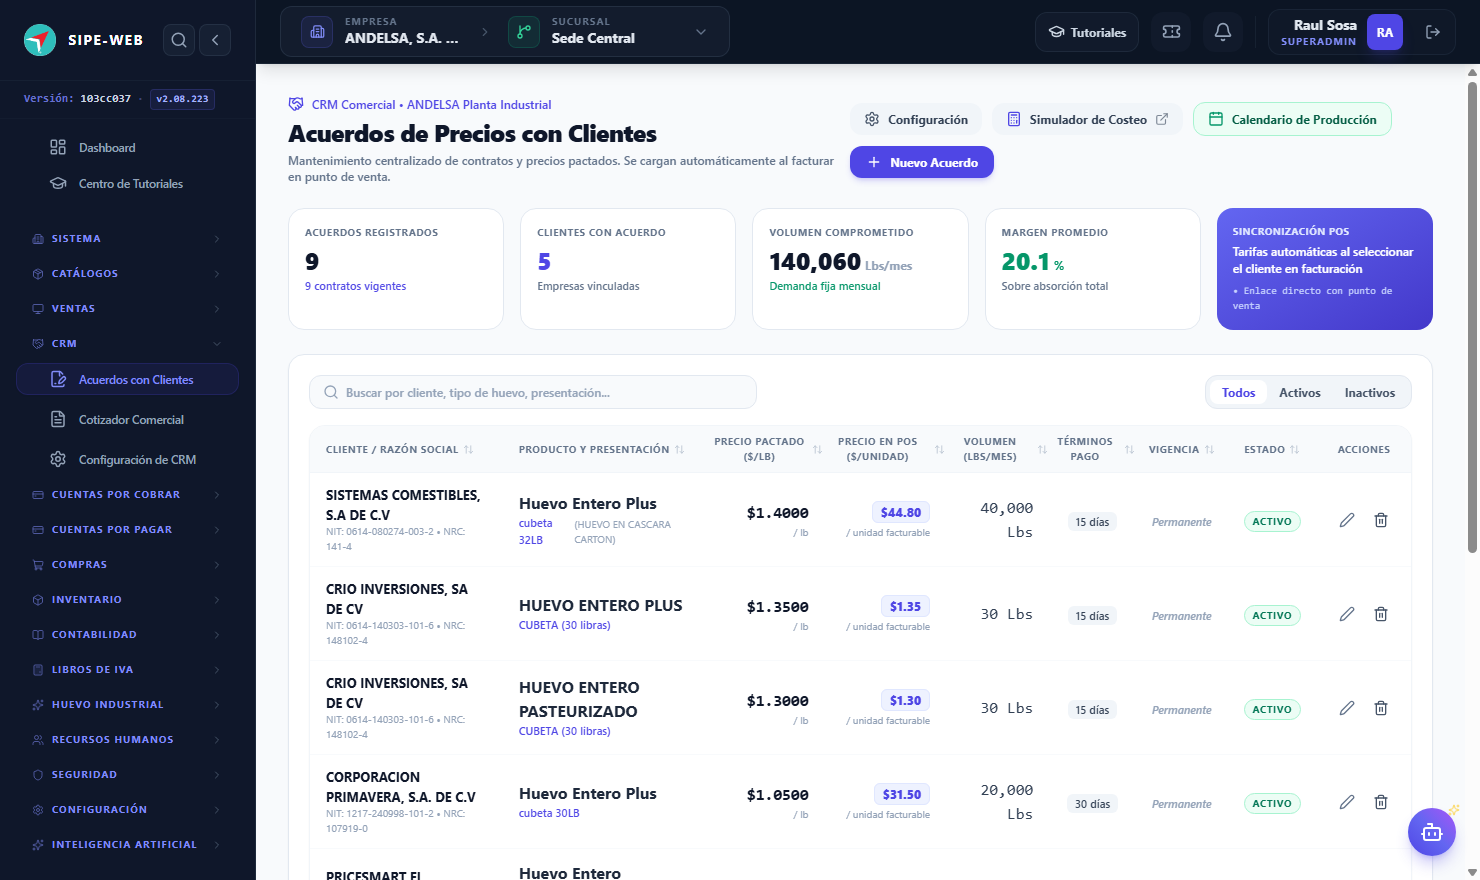 SIPE-WEB
Versión: 103cc037 · v2.08.223
Dashboard
Centro de Tutoriales
SISTEMA
CATÁLOGOS
VENTAS
CRM
Acuerdos con Clientes
Cotizador Comercial
Configuración de CRM
CUENTAS POR COBRAR
CUENTAS POR PAGAR
COMPRAS
INVENTARIO
CONTABILIDAD
LIBROS DE IVA
HUEVO INDUSTRIAL
RECURSOS HUMANOS
SEGURIDAD
CONFIGURACIÓN
INTELIGENCIA ARTIFICIAL
EMPRESA
ANDELSA, S.A. ...
SUCURSAL
Sede Central
Tutoriales
Raul Sosa
SUPERADMIN
RA
CRM Comercial • ANDELSA Planta Industrial
Acuerdos de Precios con Clientes
Mantenimiento centralizado de contratos y precios pactados. Se cargan automáticamente al facturar
en punto de venta.
Configuración
Simulador de Costeo
Calendario de Producción
Nuevo Acuerdo
ACUERDOS REGISTRADOS
9
9 contratos vigentes
CLIENTES CON ACUERDO
5
Empresas vinculadas
VOLUMEN COMPROMETIDO
140,060 Lbs/mes
Demanda fija mensual
MARGEN PROMEDIO
20.1 %
Sobre absorción total
SINCRONIZACIÓN POS
Tarifas automáticas al seleccionar
el cliente en facturación
• Enlace directo con punto de
venta
Buscar por cliente, tipo de huevo, presentación...
Todos
Activos
Inactivos
CLIENTE / RAZÓN SOCIAL
PRODUCTO Y PRESENTACIÓN
PRECIO PACTADO
($/LB)
PRECIO EN POS
($/UNIDAD)
VOLUMEN
(LBS/MES)
TÉRMINOS
PAGO
VIGENCIA
ESTADO
ACCIONES
SISTEMAS COMESTIBLES,
S.A DE C.V
NIT: 0614-080274-003-2 • NRC:
141-4
Huevo Entero Plus
cubeta
32LB
(HUEVO EN CASCARA
CARTON)
$1.4000
/ lb
$44.80
/ unidad facturable
40,000
Lbs
15 días
Permanente
ACTIVO
CRIO INVERSIONES, SA
DE CV
NIT: 0614-140303-101-6 • NRC:
148102-4
HUEVO ENTERO PLUS
CUBETA (30 libras)
$1.3500
/ lb
$1.35
/ unidad facturable
30 Lbs
15 días
Permanente
ACTIVO
CRIO INVERSIONES, SA
DE CV
NIT: 0614-140303-101-6 • NRC:
148102-4
HUEVO ENTERO
PASTEURIZADO
CUBETA (30 libras)
$1.3000
/ lb
$1.30
/ unidad facturable
30 Lbs
15 días
Permanente
ACTIVO
CORPORACION
PRIMAVERA, S.A. DE C.V
NIT: 1217-240998-101-2 • NRC:
107919-0
Huevo Entero Plus
cubeta 30LB
$1.0500
/ lb
$31.50
/ unidad facturable
20,000
Lbs
30 días
Permanente
ACTIVO
PRICESMART EL
Huevo Entero